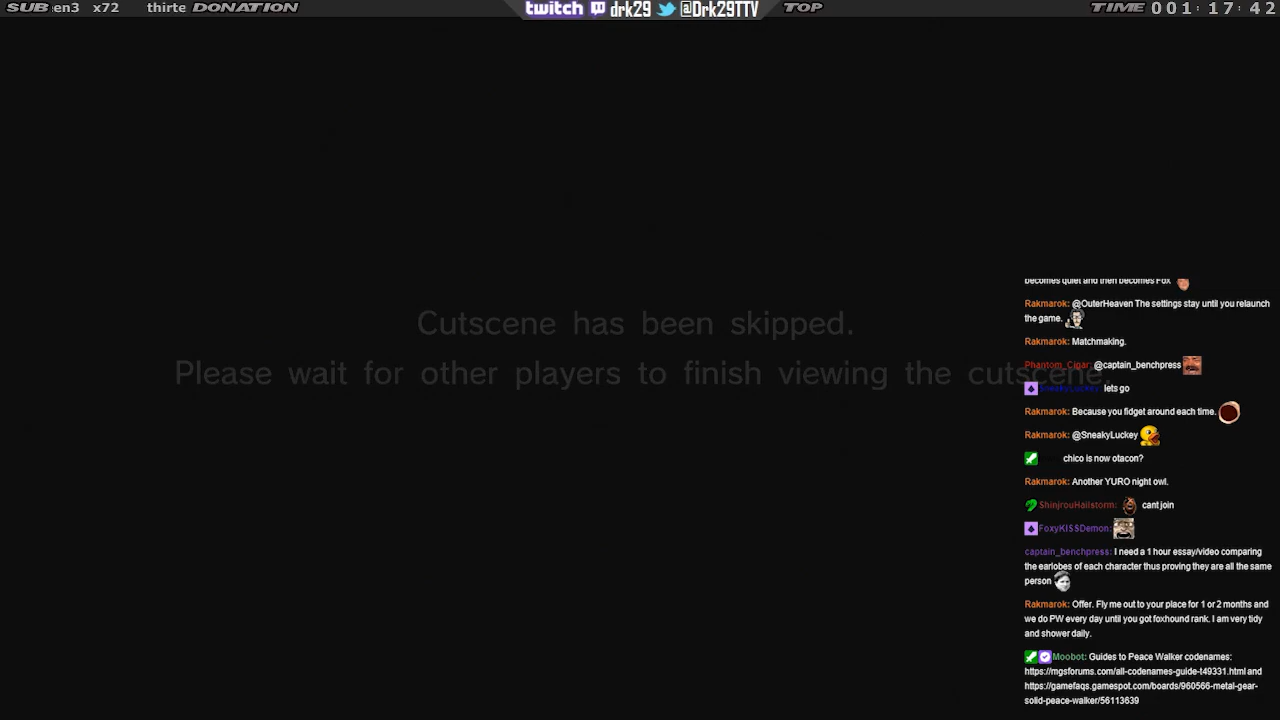 SUB :en3 x72 thirte DONATION twitch drk29 @Drk29TTV TOP TIME 001:17:42
Cutscene has been skipped.
Please wait for other players to finish viewing the cutscene.
becomes quiet and then becomes Fox
Rakmarok: @OuterHeaven The settings stay until you relaunch
the game.
Rakmarok: Matchmaking.
Phantom_Cigar: @captain_benchpress
SneakyLuckey: lets go
Rakmarok: Because you fidget around each time.
Rakmarok: @SneakyLuckey
chico is now otacon?
Rakmarok: Another YURO night owl.
ShinjrouHailstorm: cant join
FoxyKISSDemon:
captain_benchpress: I need a 1 hour essay/video comparing
the earlobes of each character thus proving they are all the same
person
Rakmarok: Offer. Fly me out to your place for 1 or 2 months and
we do PW every day until you got foxhound rank. I am very tidy
and shower daily.
Moobot: Guides to Peace Walker codenames:
https://mgsforums.com/all-codenames-guide-t49331.html and
https://gamefaqs.gamespot.com/boards/960566-metal-gear-
solid-peace-walker/56113639